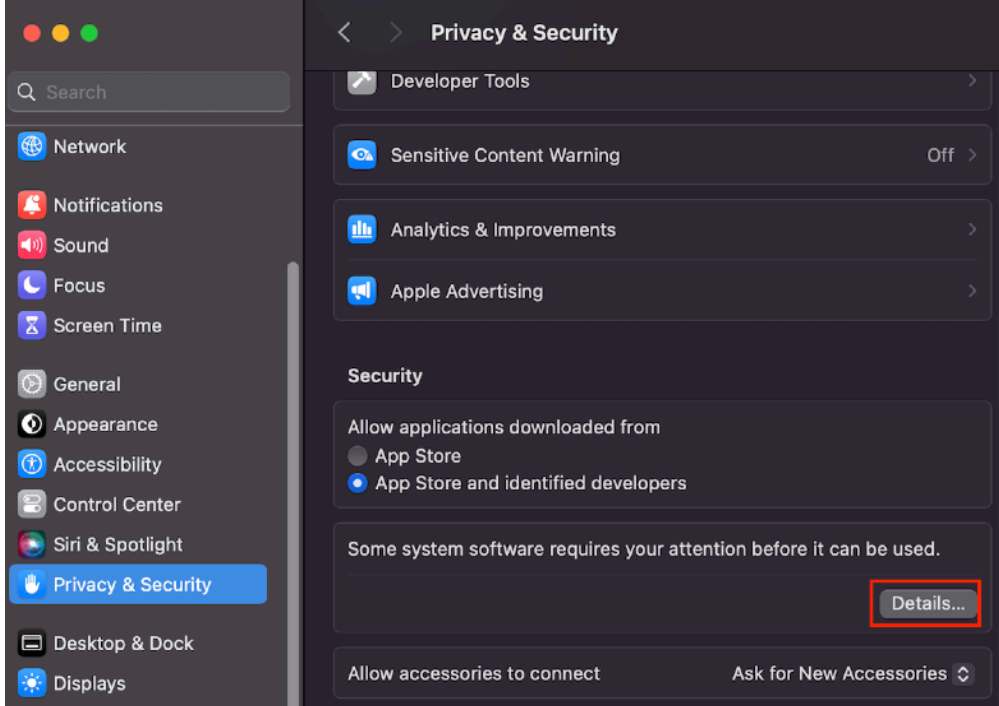 Privacy & Security
Search
Network
Notifications
Sound
Focus
Screen Time
General
Appearance
Accessibility
Control Center
Siri & Spotlight
Privacy & Security
Desktop & Dock
Displays
Developer Tools
Sensitive Content Warning Off
Analytics & Improvements
Apple Advertising
Security
Allow applications downloaded from
App Store
App Store and identified developers
Some system software requires your attention before it can be used.
Details...
Allow accessories to connect Ask for New Accessories